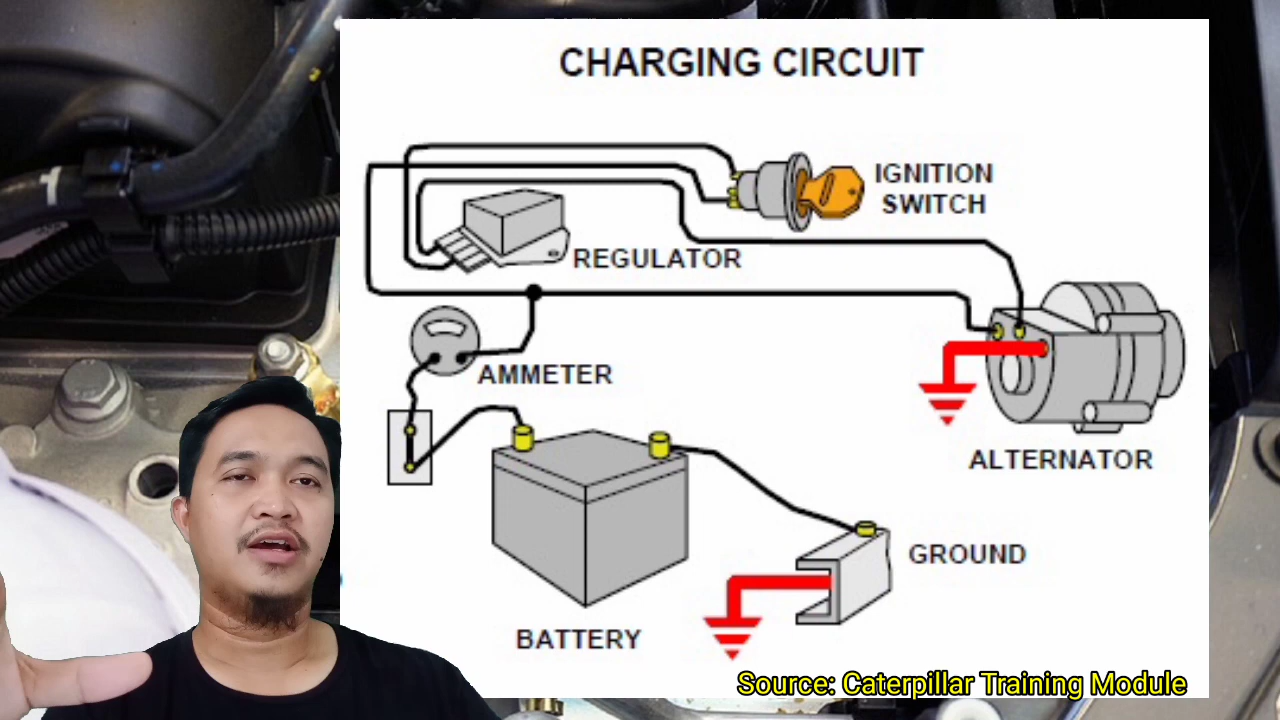 CHARGING CIRCUIT
IGNITION
SWITCH
REGULATOR
AMMETER
ALTERNATOR
GROUND
BATTERY
Source: Caterpillar Training Module